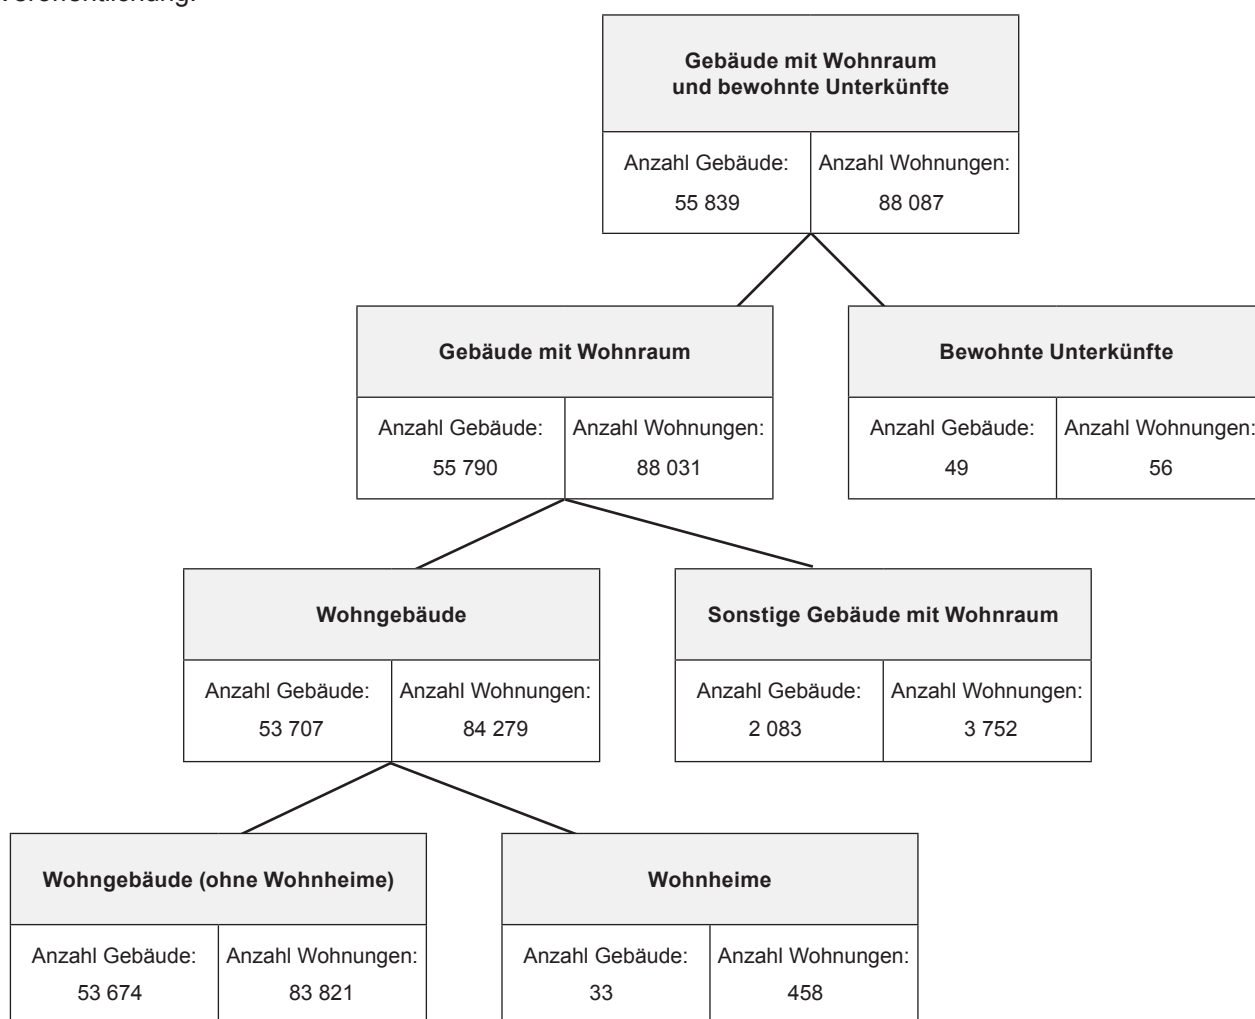 Veröffentlichung.
Gebäude mit Wohnraum
und bewohnte Unterkünfte
Anzahl Gebäude:
55 839
Anzahl Wohnungen:
88 087
Gebäude mit Wohnraum
Anzahl Gebäude:
55 790
Anzahl Wohnungen:
88 031
Bewohnte Unterkünfte
Anzahl Gebäude:
49
Anzahl Wohnungen:
56
Wohngebäude
Anzahl Gebäude:
53 707
Anzahl Wohnungen:
84 279
Sonstige Gebäude mit Wohnraum
Anzahl Gebäude:
2 083
Anzahl Wohnungen:
3 752
Wohngebäude (ohne Wohnheime)
Anzahl Gebäude:
53 674
Anzahl Wohnungen:
83 821
Wohnheime
Anzahl Gebäude:
33
Anzahl Wohnungen:
458